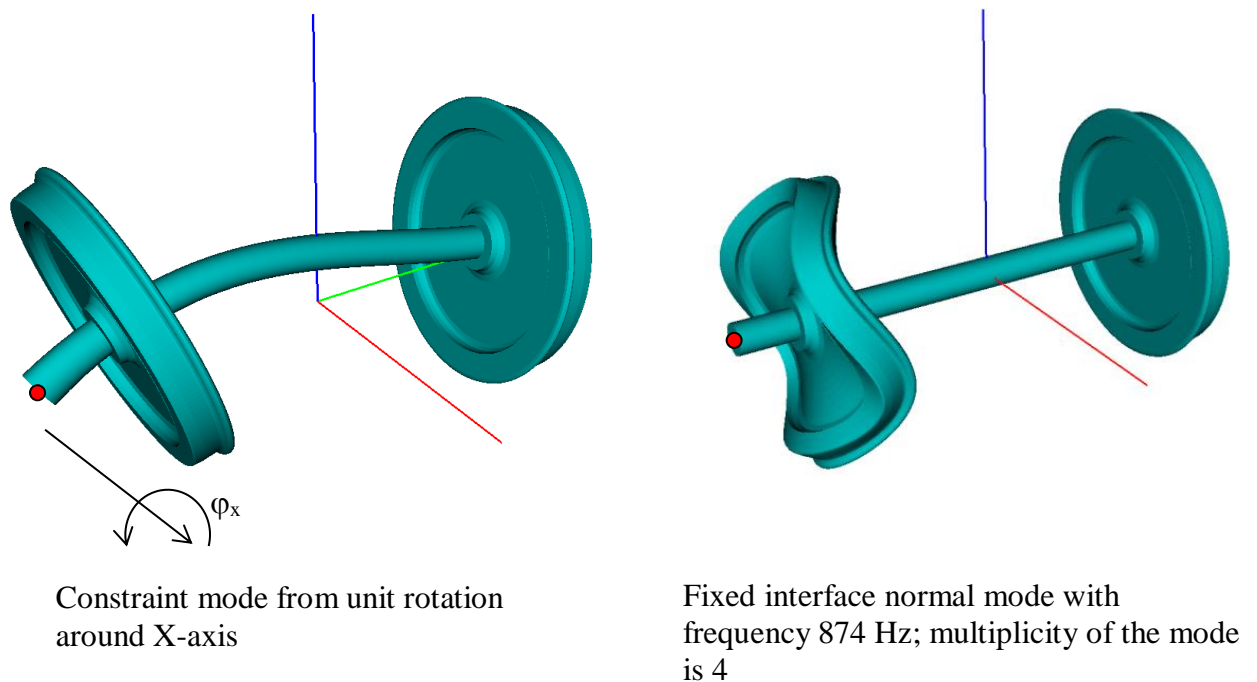 φx
Constraint mode from unit rotation
around X-axis
Fixed interface normal mode with
frequency 874 Hz; multiplicity of the mode
is 4